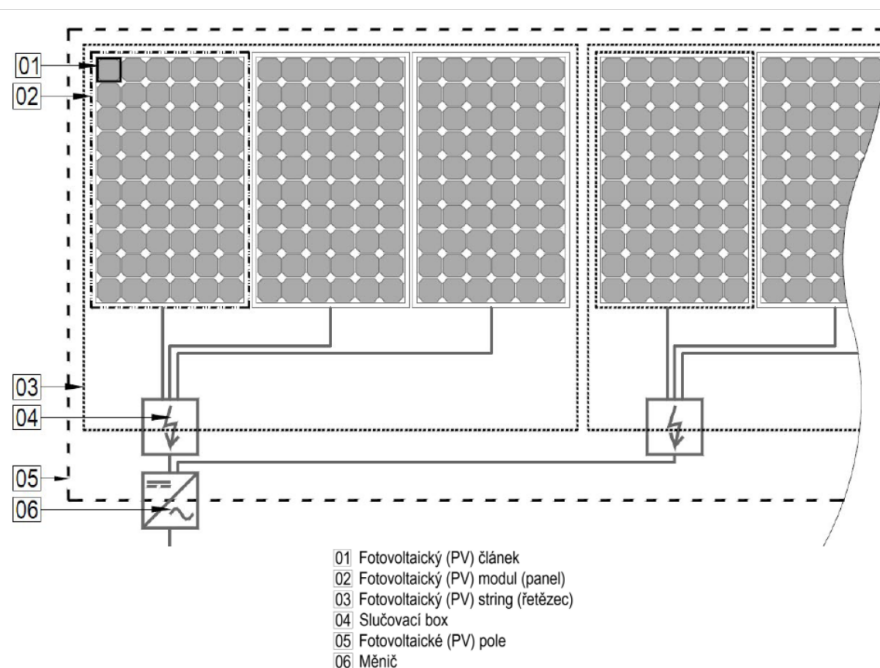 01
02
03
04
05
06
01 Fotovoltaický (PV) článek
02 Fotovoltaický (PV) modul (panel)
03 Fotovoltaický (PV) string (řetězec)
04 Slučovací box
05 Fotovoltaické (PV) pole
06 Měnič